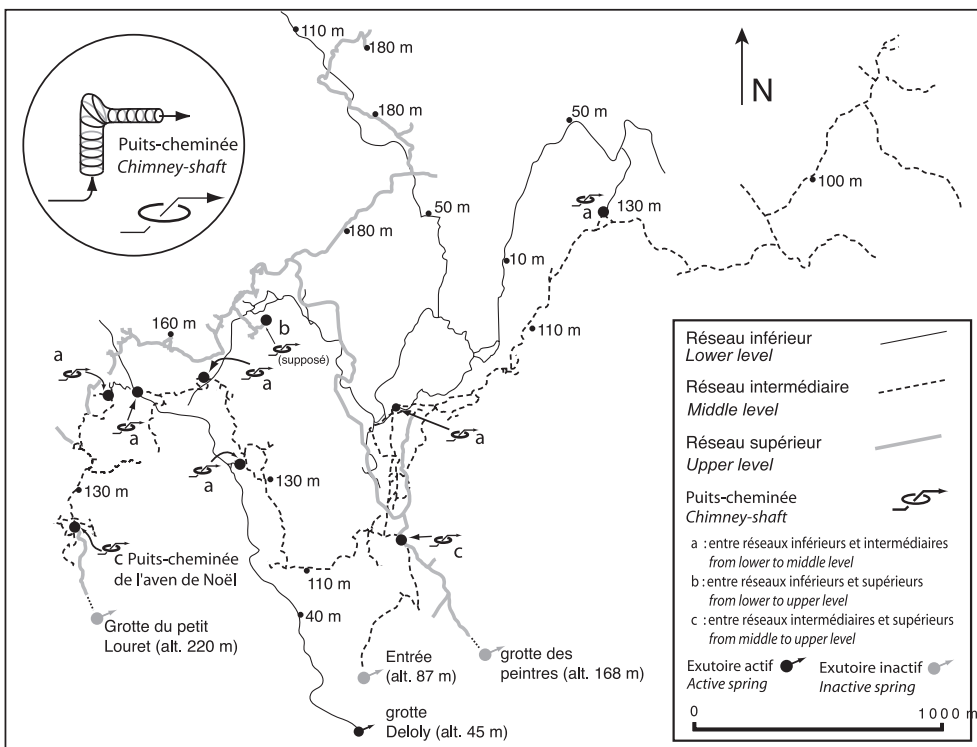 110 m
180 m
Puits-cheminée
Chimney-shaft
180 m
50 m
N
100 m
a
130 m
50 m
180 m
10 m
110 m
160 m
b
(supposé)
a
a
a
a
a
130 m
130 m
c
C Puits-cheminée
de l'aven de Noël
110 m
40 m
Grotte du petit
Louret (alt. 220 m)
Entrée
(alt. 87 m)
grotte des
peintres (alt. 168 m)
grotte
Deloly (alt. 45 m)
Réseau inférieur
Lower level
Réseau intermédiaire
Middle level
Réseau supérieur
Upper level
Puits-cheminée
Chimney-shaft
a : entre réseaux inférieurs et intermédiaires
from lower to middle level
b : entre réseaux inférieurs et supérieurs
from lower to upper level
c : entre réseaux intermédiaires et supérieurs
from middle to upper level
Exutoire actif
Active spring
Exutoire inactif
Inactive spring
0 1000 m